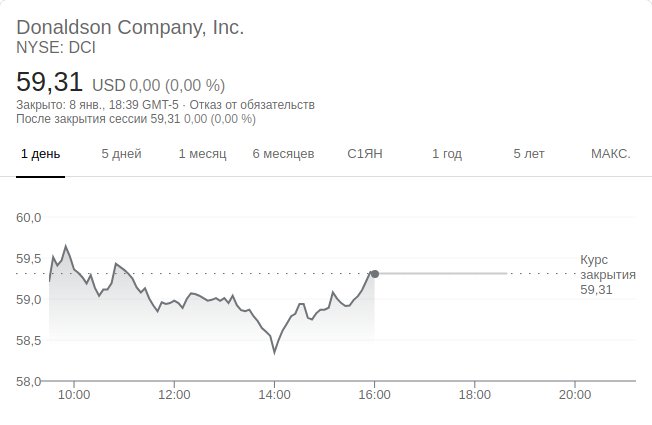 Donaldson Company, Inc.
NYSE: DCI
59,31 USD 0,00 (0,00 %)
Закрыто: 8 янв., 18:39 GMT-5 · Отказ от обязательств
После закрытия сессии 59,31 0,00 (0,00 %)
1 день 5 дней 1 месяц 6 месяцев С1ЯН 1 год 5 лет МАКС.
60,0
59,5
Курс
закрытия
59,31
59,0
58,5
58,0
10:00 12:00 14:00 16:00 18:00 20:00